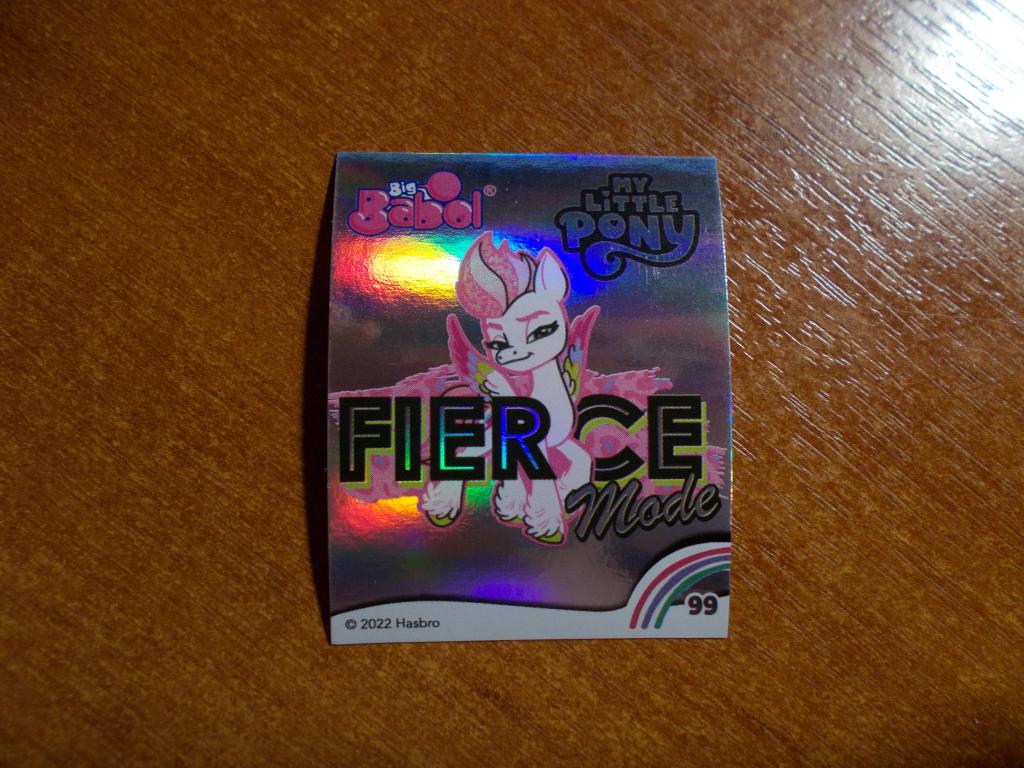 Big
Babol®
MY
LiTTLE
PONY
FIERCE
Mode
99
© 2022 Hasbro